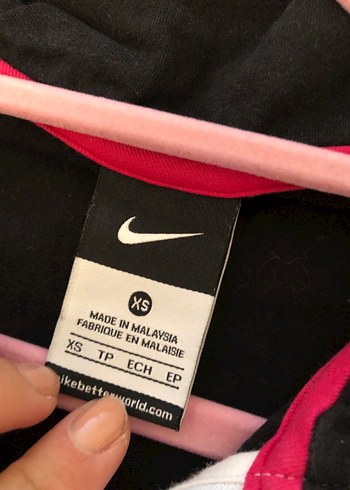 XS
MADE IN MALAYSIA
FABRIQUE EN MALAISIE
XS TP ECH EP
ikebetterworld.com